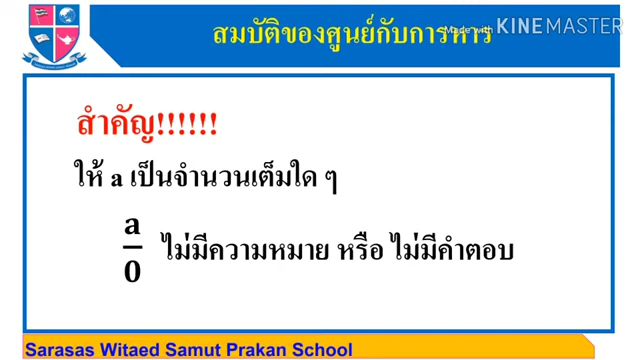 สมบัติของศูนย์กับการหาร
Made with KINEMASTER
สำคัญ!!!!!!
ให้ a เป็นจำนวนเต็มใด ๆ
a
0
ไม่มีความหมาย หรือ ไม่มีคำตอบ
Sarasas Witaed Samut Prakan School